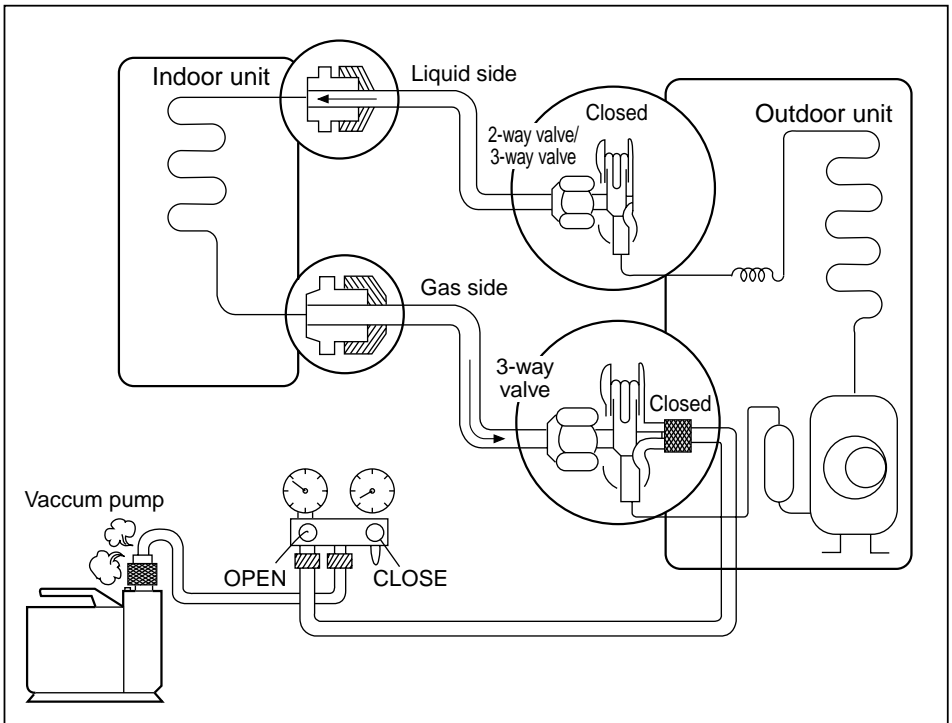 Indoor unit
Liquid side
Closed
2-way valve/
3-way valve
Outdoor unit
Gas side
3-way
valve
Closed
Vaccum pump
OPEN
CLOSE